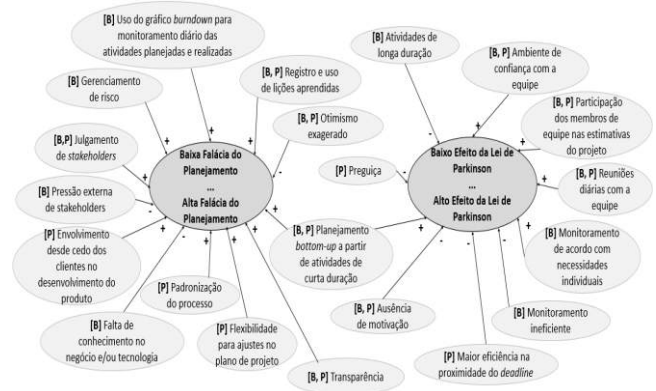 [B] Uso do gráfico burndown para
monitoramento diário das
atividades planejadas e realizadas
[B] Gerenciamento
de risco
[B, P] Registro e uso
de lições aprendidas
[B, P] Otimismo
exagerado
[B,P] Julgamento
de stakeholders
[B] Pressão externa
de stakeholders
[P] Envolvimento
desde cedo dos
clientes no
desenvolvimento do
produto
[B] Falta de
conhecimento no
negócio e/ou tecnologia
[P] Padronização
do processo
[P] Flexibilidade
para ajustes no
plano de projeto
[B, P] Transparência
[B, P] Planejamento
bottom-up a partir
de atividades de
curta duração
Baixa Falácia do
Planejamento
...
Alta Falácia do
Planejamento
[B] Atividades de
longa duração
[B, P] Ambiente de
confiança com a
equipe
[B, P] Participação
dos membros de
equipe nas estimativas
do projeto
[P] Preguiça
[B, P] Reuniões
diárias com a
equipe
[B] Monitoramento
de acordo com
necessidades
individuais
[B] Monitoramento
ineficiente
[B, P] Ausência
de motivação
[P] Maior eficiência na
proximidade do deadline
Baixo Efeito da Lei de
Parkinson
...
Alto Efeito da Lei de
Parkinson